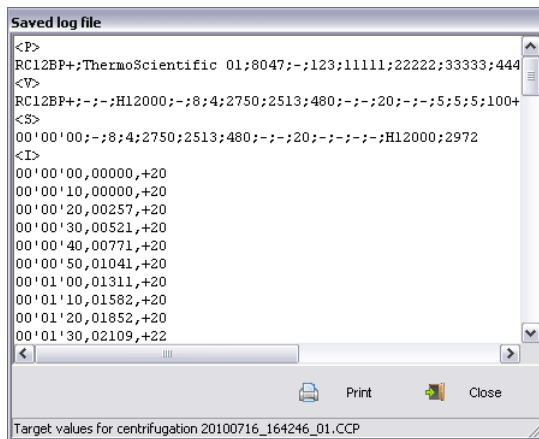 Saved log file
<P>
RC12BP+;ThermoScientific 01;8047;-;123;11111;22222;33333;444
<V>
RC12BP+;-;-;H12000;-;8;4;2750;2513;480;-;-;20;-;-;5;5;5;100+
<S>
00'00'00;-;8;4;2750;2513;480;-;-;20;-;-;-;-;H12000;2972
<I>
00'00'00,00000,+20
00'00'10,00000,+20
00'00'20,00257,+20
00'00'30,00521,+20
00'00'40,00771,+20
00'00'50,01041,+20
00'01'00,01311,+20
00'01'10,01582,+20
00'01'20,01852,+20
00'01'30,02109,+22
Print
Close
Target values for centrifugation 20100716_164246_01.CCP